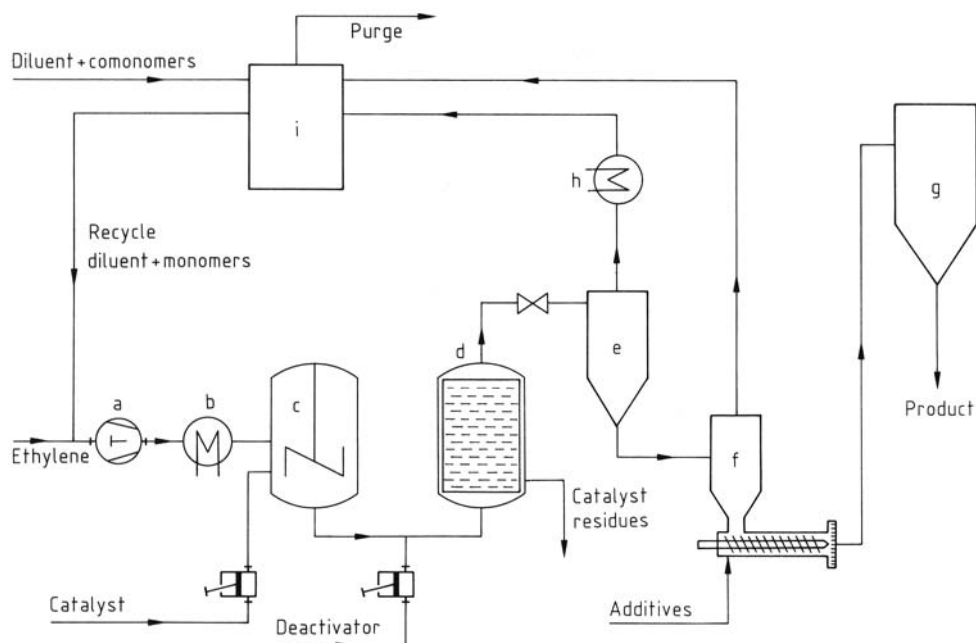 Purge
Diluent + comonomers
i
h
g
Recycle
diluent + monomers
d
e
a
b
c
Product
Ethylene
f
Catalyst
residues
Catalyst
Deactivator
Additives